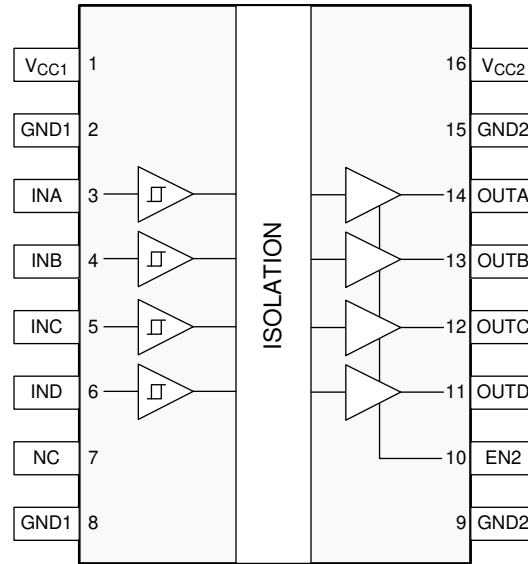 VCC1 1
16 VCC2
GND1 2
15 GND2
INA 3
14 OUTA
INB 4
13 OUTB
INC 5
12 OUTC
IND 6
11 OUTD
NC 7
10 EN2
GND1 8
9 GND2
ISOLATION